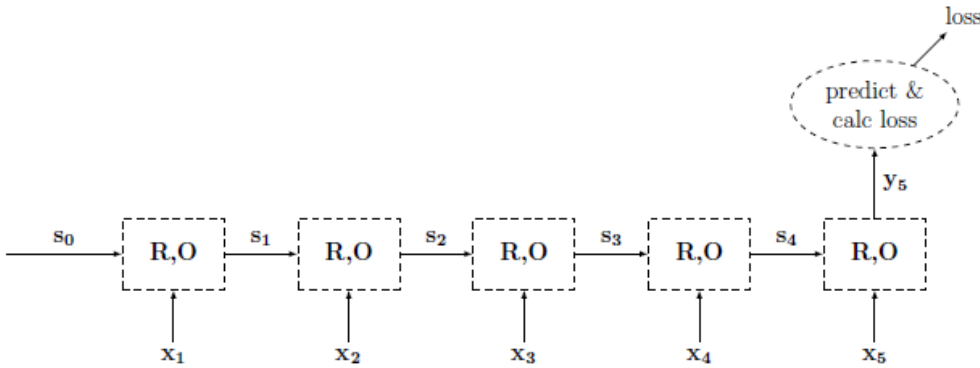 loss
predict &
calc loss
y₅
s₀ s₁ s₂ s₃ s₄
R,O R,O R,O R,O R,O
x₁ x₂ x₃ x₄ x₅